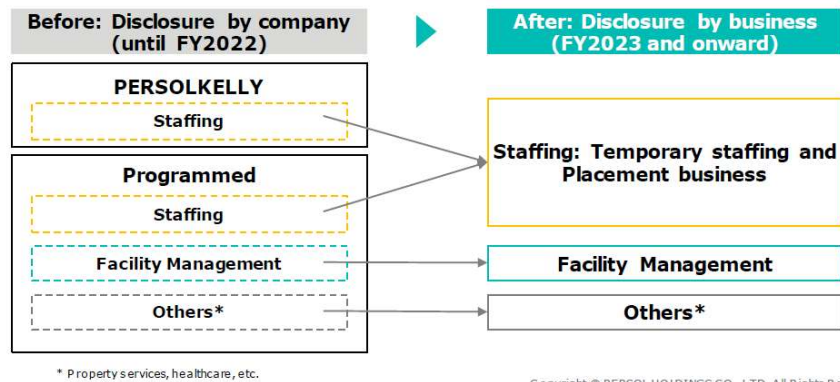 Before: Disclosure by company
(until FY2022)
After: Disclosure by business
(FY2023 and onward)
PERSOLKELLY
Staffing
Programmed
Staffing
Facility Management
Others*
Staffing: Temporary staffing and
Placement business
Facility Management
Others*
* Property services, healthcare, etc.